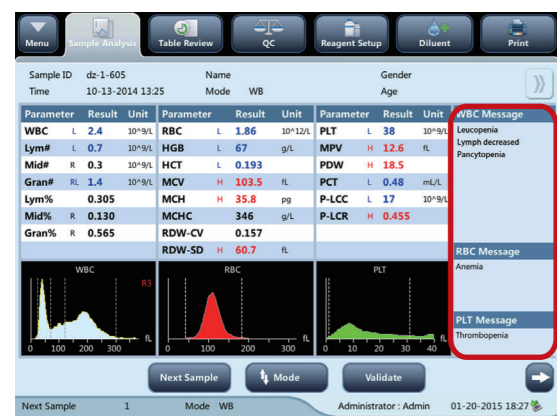 Menu
Sample Analysis
Table Review
QC
Reagent Setup
Diluent
Print
Sample ID dz-1-605 Name Gender
Time 10-13-2014 13:25 Mode WB Age
Parameter Result Unit Parameter Result Unit Parameter Result Unit WBC Message
WBC L 2.4 10^9/L RBC L 1.86 10^12/L PLT L 38 10^9/L Leucopenia
Lym# L 0.7 10^9/L HGB L 67 g/L MPV H 12.6 fL Lymph decreased
Mid# R 0.3 10^9/L HCT L 0.193 PDW H 18.5 Pancytopenia
Gran# RL 1.4 10^9/L MCV H 103.5 fL PCT L 0.48 mL/L
Lym% 0.305 MCH H 35.8 pg P-LCC L 17 10^9/L
Mid% R 0.130 MCHC 346 g/L P-LCR H 0.455
Gran% R 0.565 RDW-CV 0.157
RDW-SD H 60.7 fL RBC Message
Anemia
WBC RBC PLT
R3
PLT Message
Thrombopenia
0 100 200 300 fL 0 100 200 300 fL 0 10 20 30 40 fL
Next Sample Mode Validate
Next Sample 1 Mode WB Administrator : Admin 01-20-2015 18:27